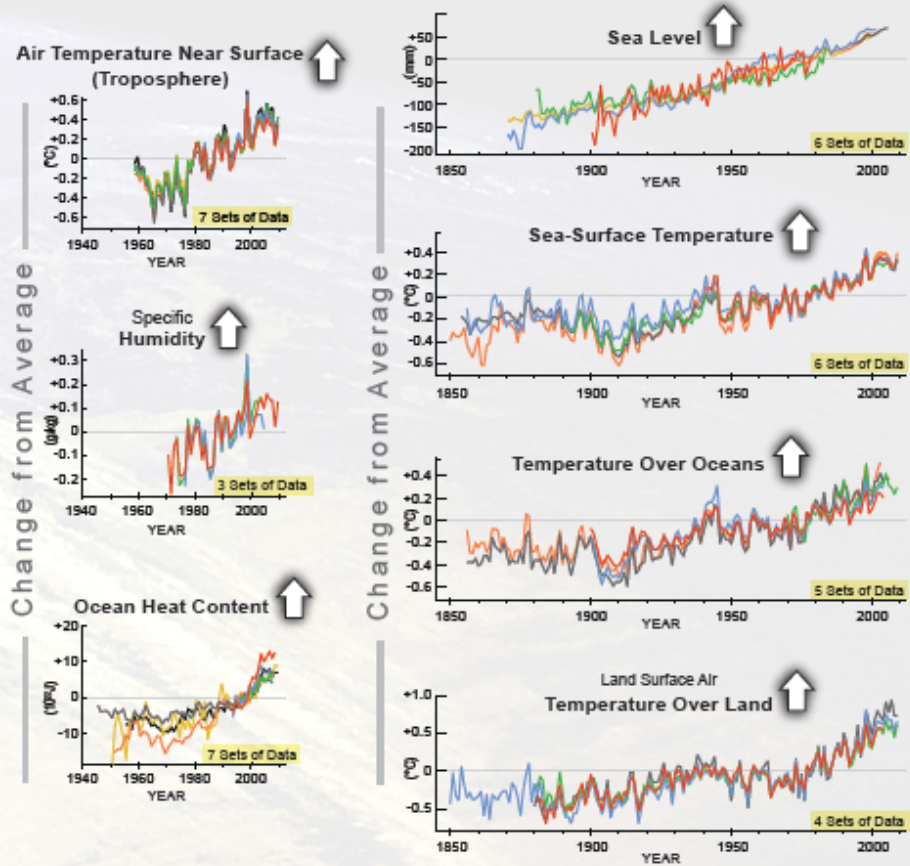 Change from Average
Air Temperature Near Surface
(Troposphere)
+0.6
+0.4
+0.2
0
-0.2
-0.4
-0.6
(°C)
7 Sets of Data
1940 1960 1980 2000
YEAR
Specific
Humidity
+0.3
+0.2
+0.1
0
-0.1
-0.2
(g/kg)
3 Sets of Data
1940 1960 1980 2000
YEAR
Ocean Heat Content
+20
+10
0
-10
7 Sets of Data
1940 1960 1980 2000
YEAR
Change from Average
Sea Level
+50
0
-50
-100
-150
-200
(mm)
6 Sets of Data
1850 1900 1950 2000
YEAR
Sea-Surface Temperature
+0.4
+0.2
0
-0.2
-0.4
-0.6
(°C)
6 Sets of Data
1850 1900 1950 2000
YEAR
Temperature Over Oceans
+0.4
+0.2
0
-0.2
-0.4
-0.6
(°C)
5 Sets of Data
1850 1900 1950 2000
YEAR
Land Surface Air
Temperature Over Land
+1.0
+0.5
0
-0.5
(°C)
4 Sets of Data
1850 1900 1950 2000
YEAR